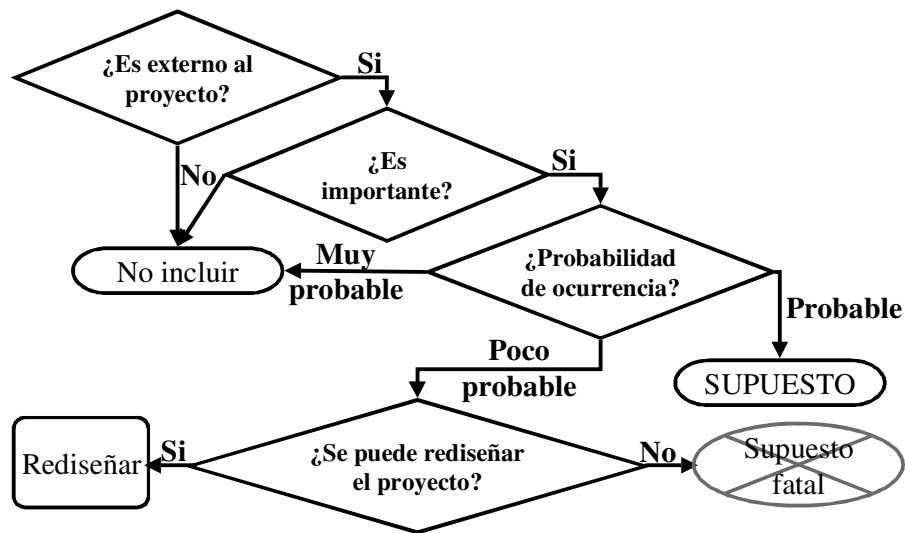 ¿Es externo al
proyecto?
Si
¿Es
importante?
No
Si
No incluir
Muy
probable
¿Probabilidad
de ocurrencia?
Probable
SUPUESTO
Poco
probable
¿Se puede rediseñar
el proyecto?
Si
Rediseñar
No
Supuesto
fatal